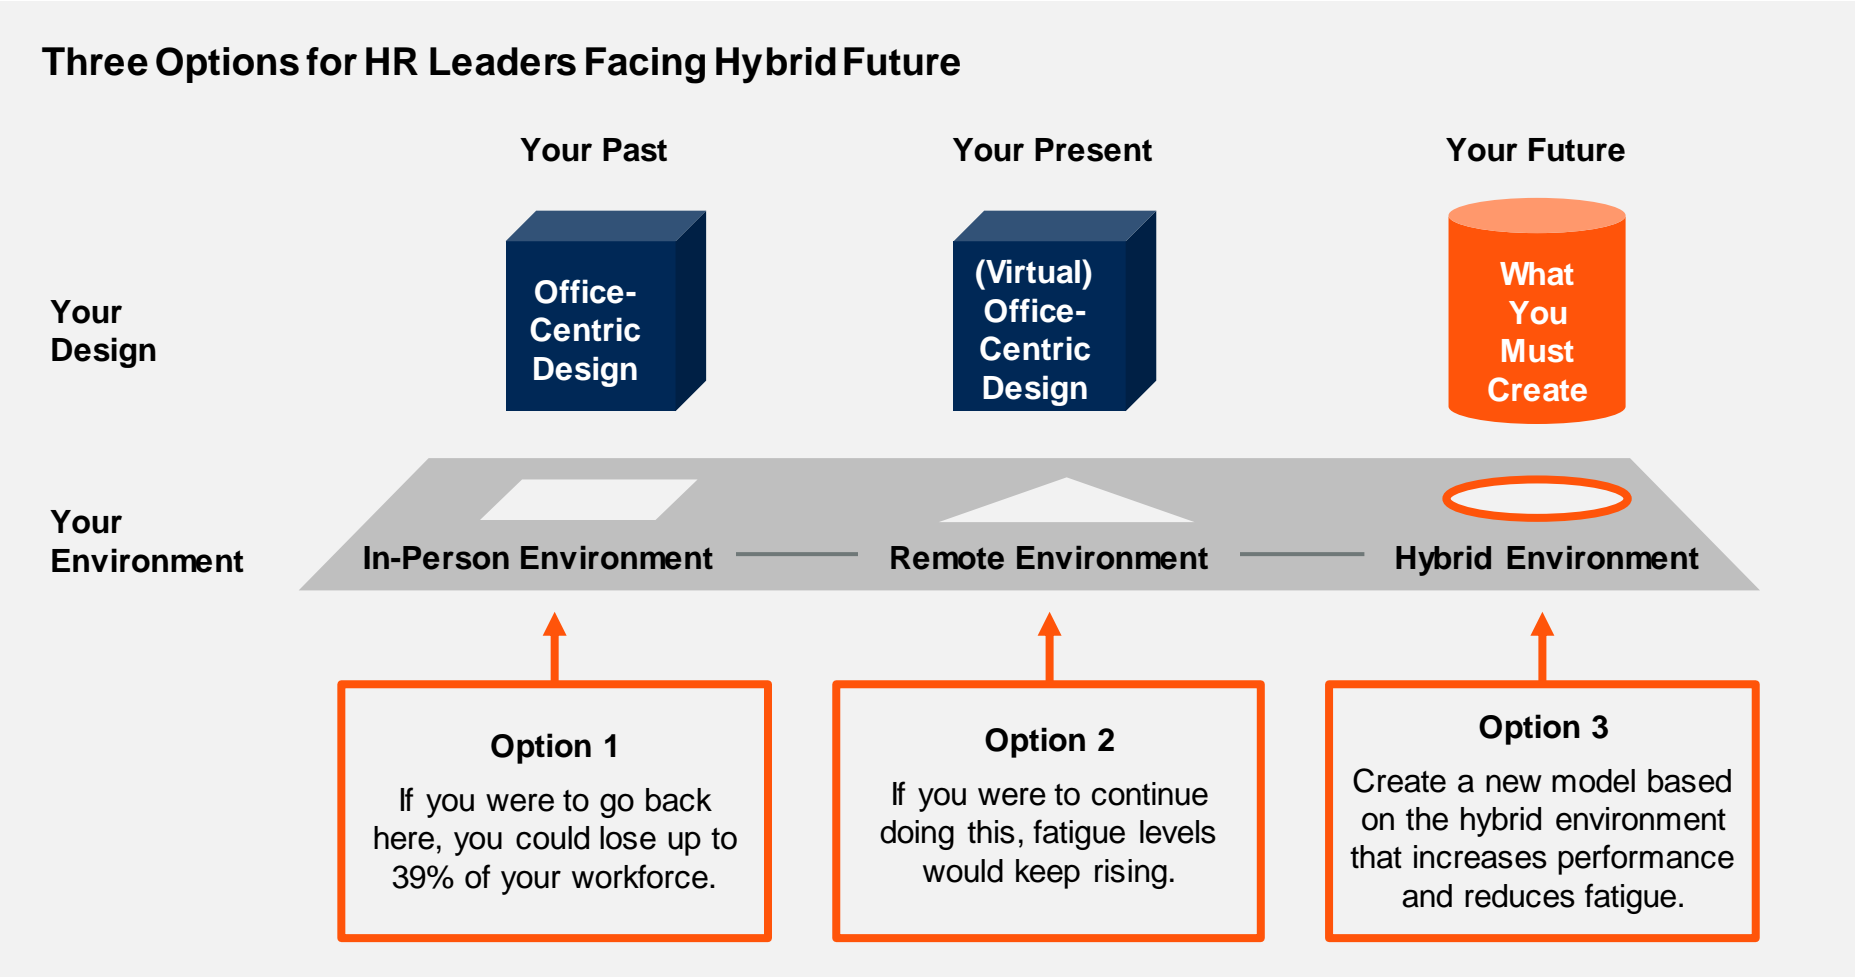 Three Options for HR Leaders Facing Hybrid Future
Your Past
Your Present
Your Future
Your
Design
Office-
Centric
Design
(Virtual)
Office-
Centric
Design
What
You
Must
Create
Your
Environment
In-Person Environment
Remote Environment
Hybrid Environment
Option 1
If you were to go back
here, you could lose up to
39% of your workforce.
Option 2
If you were to continue
doing this, fatigue levels
would keep rising.
Option 3
Create a new model based
on the hybrid environment
that increases performance
and reduces fatigue.